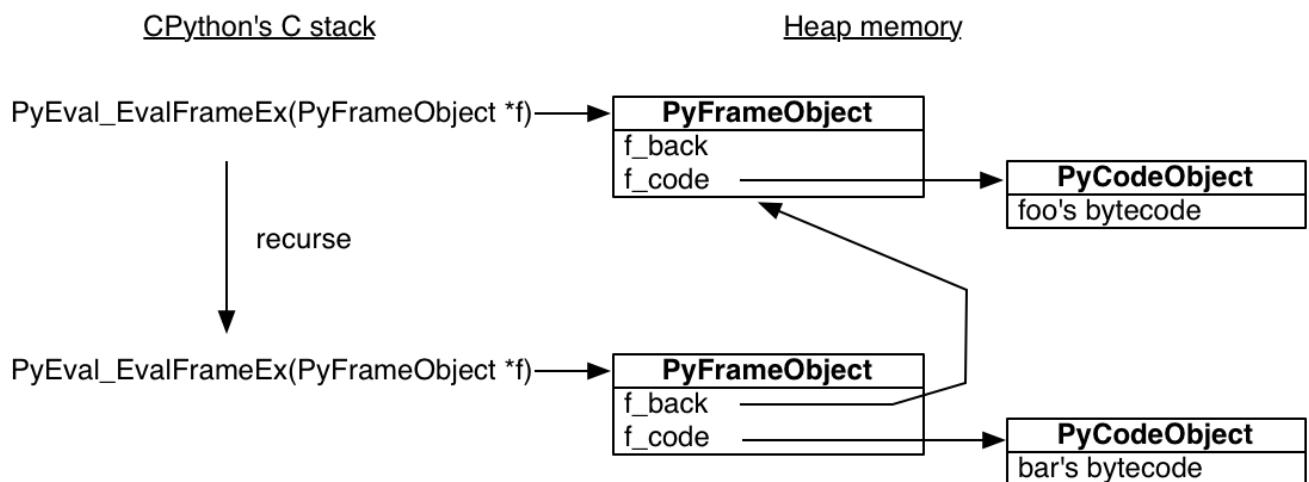 CPython's C stack
Heap memory
PyEval_EvalFrameEx(PyFrameObject *f)
PyFrameObject
f_back
f_code
PyCodeObject
foo's bytecode
recurse
PyEval_EvalFrameEx(PyFrameObject *f)
PyFrameObject
f_back
f_code
PyCodeObject
bar's bytecode